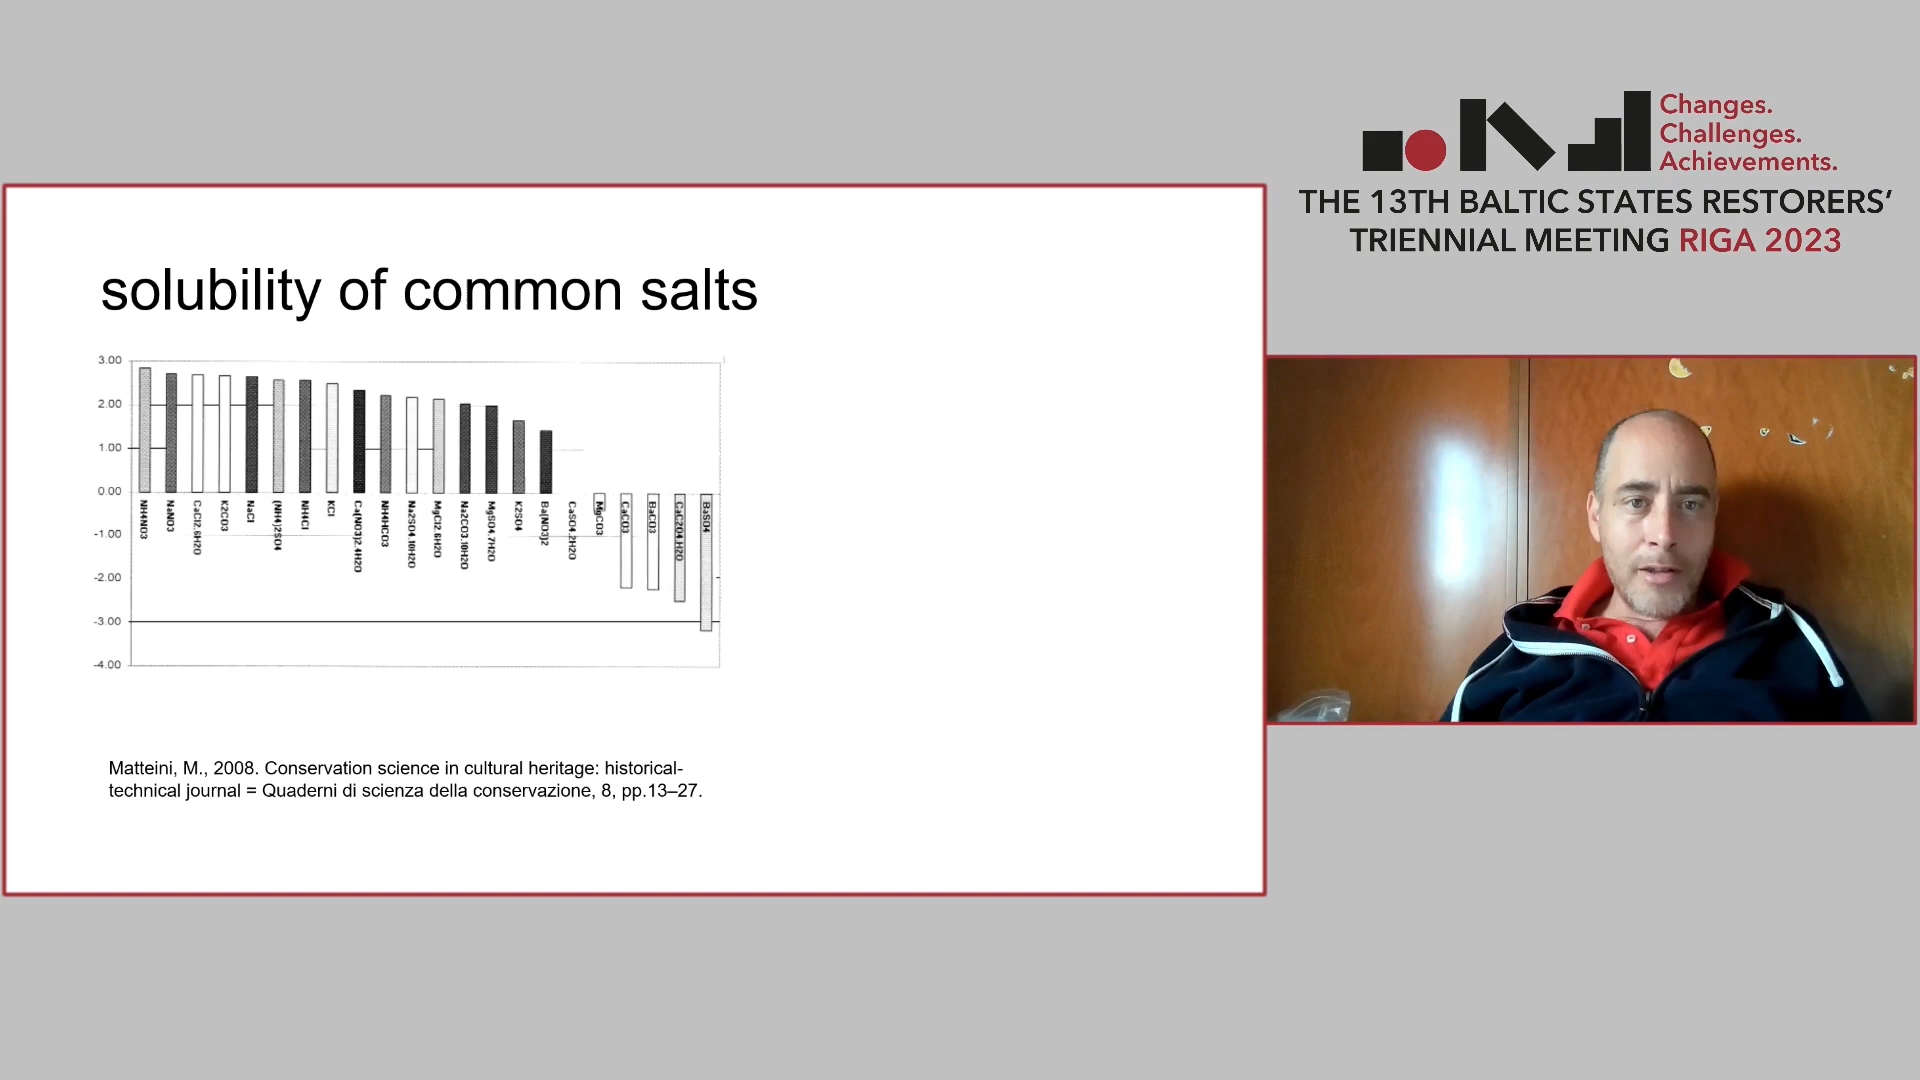 Changes.
Challenges.
Achievements.
THE 13TH BALTIC STATES RESTORERS’
TRIENNIAL MEETING RIGA 2023
solubility of common salts
3.00
2.00
1.00
0.00
-1.00
-2.00
-3.00
-4.00
NH4NO3
NaNO3
CaCl2.6H2O
K2CO3
NaCl
(NH4)2SO4
NH4Cl
KCl
Ca(NO3)2.4H2O
NH4HCO3
Na2SO4.10H2O
MgCl2.6H2O
Na2CO3.10H2O
MgSO4.7H2O
K2SO4
Ba(NO3)2
CaSO4.2H2O
MgCO3
CaCO3
BaCO3
CaC2O4.H2O
BaSO4
Matteini, M., 2008. Conservation science in cultural heritage: historical-
technical journal = Quaderni di scienza della conservazione, 8, pp.13–27.